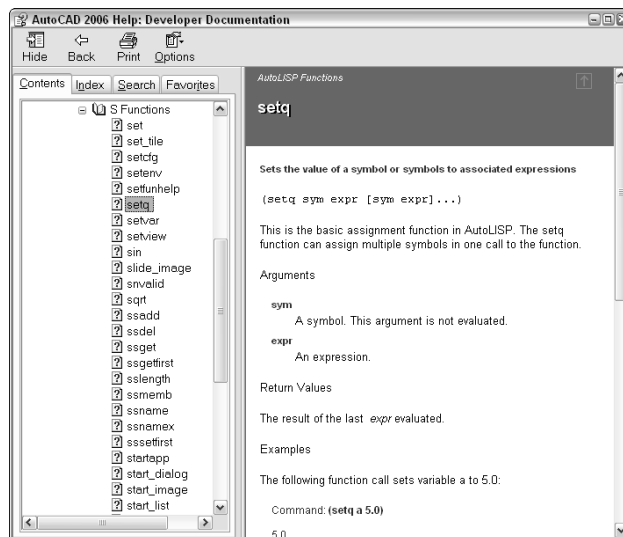 AutoCAD 2006 Help: Developer Documentation
Hide Back Print Options
Contents Index Search Favorites
S Functions
set
set_tile
setcfg
setenv
setfunhelp
setq
setvar
setview
sin
slide_image
snvalid
sqrt
ssadd
ssdel
ssget
ssgetfirst
sslength
ssmemb
ssname
ssnamex
sssetfirst
startapp
start_dialog
start_image
start_list
AutoLISP Functions
setq
Sets the value of a symbol or symbols to associated expressions
(setq sym expr [sym expr]...)
This is the basic assignment function in AutoLISP. The setq
function can assign multiple symbols in one call to the function.
Arguments
sym
A symbol. This argument is not evaluated.
expr
An expression.
Return Values
The result of the last expr evaluated.
Examples
The following function call sets variable a to 5.0:
Command: (setq a 5.0)
5.0